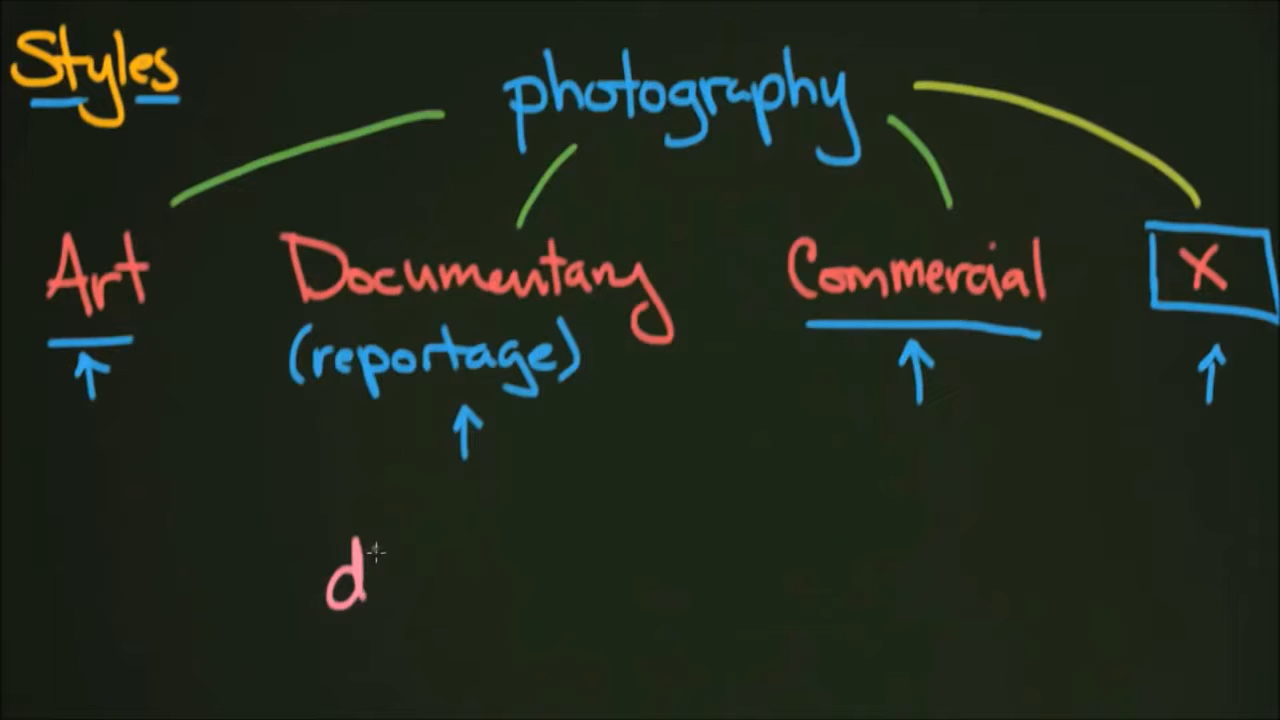 Styles
photography
Art Documentary Commercial X
(reportage)
d